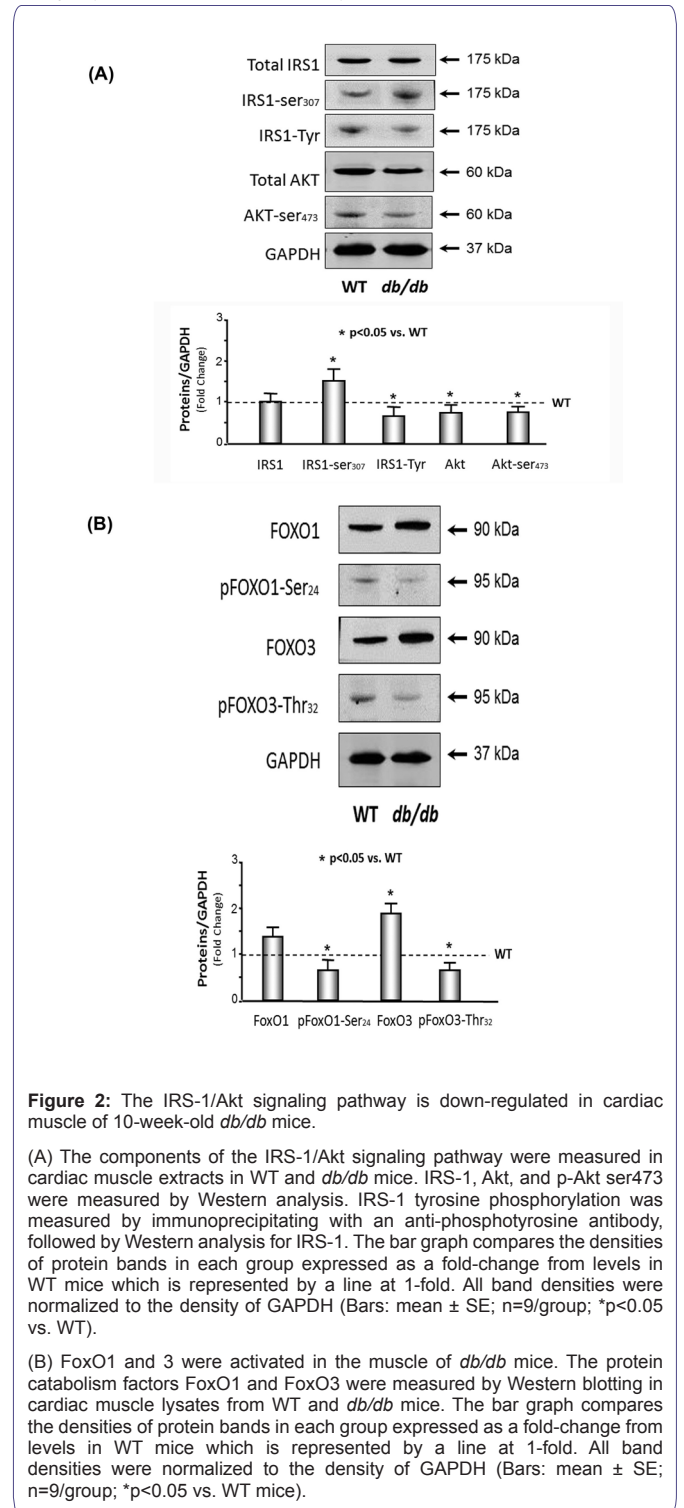 (A)
Total IRS1 ← 175 kDa
IRS1-ser307 ← 175 kDa
IRS1-Tyr ← 175 kDa
Total AKT ← 60 kDa
AKT-ser473 ← 60 kDa
GAPDH ← 37 kDa
WT db/db
Proteins/GAPDH
(Fold Change)
3
2
1
0
* p<0.05 vs. WT
* * * *
WT
IRS1 IRS1-ser307 IRS1-Tyr Akt Akt-ser473
(B)
FOXO1 ← 90 kDa
pFOXO1-Ser24 ← 95 kDa
FOXO3 ← 90 kDa
pFOXO3-Thr32 ← 95 kDa
GAPDH ← 37 kDa
WT db/db
Proteins/GAPDH
(Fold Change)
3
2
1
0
* p<0.05 vs. WT
* * *
WT
FoxO1 pFoxO1-Ser24 FoxO3 pFoxO3-Thr32
Figure 2: The IRS-1/Akt signaling pathway is down-regulated in cardiac
muscle of 10-week-old db/db mice.
(A) The components of the IRS-1/Akt signaling pathway were measured in
cardiac muscle extracts in WT and db/db mice. IRS-1, Akt, and p-Akt ser473
were measured by Western analysis. IRS-1 tyrosine phosphorylation was
measured by immunoprecipitating with an anti-phosphotyrosine antibody,
followed by Western analysis for IRS-1. The bar graph compares the densities
of protein bands in each group expressed as a fold-change from levels in
WT mice which is represented by a line at 1-fold. All band densities were
normalized to the density of GAPDH (Bars: mean ± SE; n=9/group; *p<0.05
vs. WT).
(B) FoxO1 and 3 were activated in the muscle of db/db mice. The protein
catabolism factors FoxO1 and FoxO3 were measured by Western blotting in
cardiac muscle lysates from WT and db/db mice. The bar graph compares
the densities of protein bands in each group expressed as a fold-change from
levels in WT mice which is represented by a line at 1-fold. All band
densities were normalized to the density of GAPDH (Bars: mean ± SE;
n=9/group; *p<0.05 vs. WT mice).